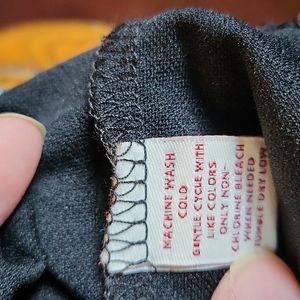 MACHINE WASH
COLD
GENTLE CYCLE WITH
LIKE COLORS
ONLY NON-
CHLORINE BLEACH
WHEN NEEDED
TUMBLE DRY LOW